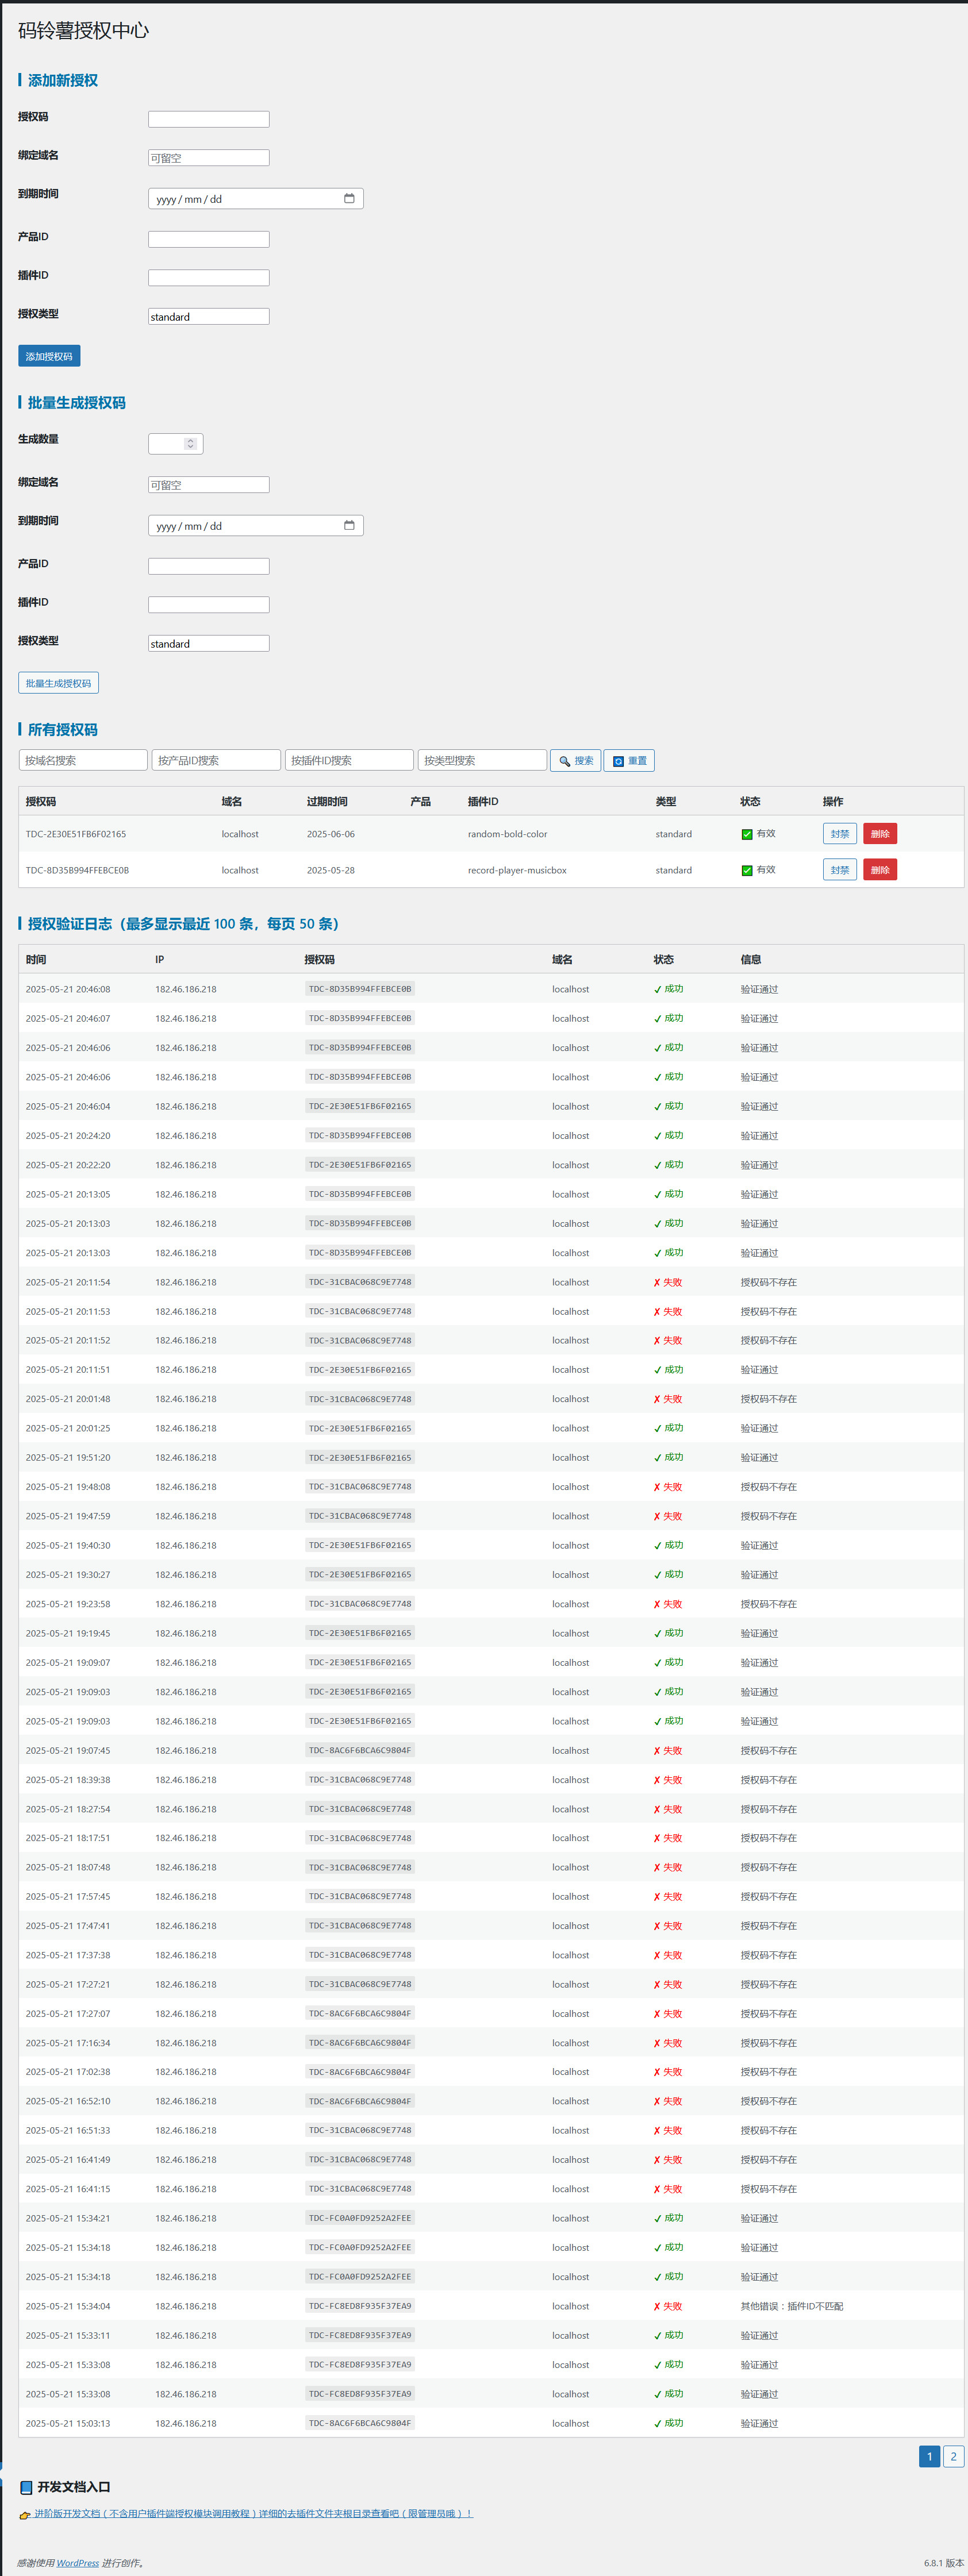 码铃薯授权中心
添加新授权
授权码
绑定域名 可留空
到期时间 yyyy / mm / dd
产品ID
插件ID
授权类型 standard
添加授权码
批量生成授权码
生成数量
绑定域名 可留空
到期时间 yyyy / mm / dd
产品ID
插件ID
授权类型 standard
批量生成授权码
所有授权码
按域名搜索 按产品ID搜索 按插件ID搜索 按类型搜索 🔍 搜索 🔄 重置
授权码 域名 过期时间 产品 插件ID 类型 状态 操作
TDC-2E30E51FB6F02165 localhost 2025-06-06 random-bold-color standard ✅ 有效 封禁 删除
TDC-8D35B994FFEBCE0B localhost 2025-05-28 record-player-musicbox standard ✅ 有效 封禁 删除
授权验证日志（最多显示最近 100 条，每页 50 条）
时间 IP 授权码 域名 状态 信息
2025-05-21 20:46:08 182.46.186.218 TDC-8D35B994FFEBCE0B localhost ✓ 成功 验证通过
2025-05-21 20:46:07 182.46.186.218 TDC-8D35B994FFEBCE0B localhost ✓ 成功 验证通过
2025-05-21 20:46:06 182.46.186.218 TDC-8D35B994FFEBCE0B localhost ✓ 成功 验证通过
2025-05-21 20:46:06 182.46.186.218 TDC-8D35B994FFEBCE0B localhost ✓ 成功 验证通过
2025-05-21 20:46:04 182.46.186.218 TDC-2E30E51FB6F02165 localhost ✓ 成功 验证通过
2025-05-21 20:24:20 182.46.186.218 TDC-8D35B994FFEBCE0B localhost ✓ 成功 验证通过
2025-05-21 20:22:20 182.46.186.218 TDC-2E30E51FB6F02165 localhost ✓ 成功 验证通过
2025-05-21 20:13:05 182.46.186.218 TDC-8D35B994FFEBCE0B localhost ✓ 成功 验证通过
2025-05-21 20:13:03 182.46.186.218 TDC-8D35B994FFEBCE0B localhost ✓ 成功 验证通过
2025-05-21 20:13:03 182.46.186.218 TDC-8D35B994FFEBCE0B localhost ✓ 成功 验证通过
2025-05-21 20:11:54 182.46.186.218 TDC-31CBAC068C9E7748 localhost ✗ 失败 授权码不存在
2025-05-21 20:11:53 182.46.186.218 TDC-31CBAC068C9E7748 localhost ✗ 失败 授权码不存在
2025-05-21 20:11:52 182.46.186.218 TDC-31CBAC068C9E7748 localhost ✗ 失败 授权码不存在
2025-05-21 20:11:51 182.46.186.218 TDC-2E30E51FB6F02165 localhost ✓ 成功 验证通过
2025-05-21 20:01:48 182.46.186.218 TDC-31CBAC068C9E7748 localhost ✗ 失败 授权码不存在
2025-05-21 20:01:25 182.46.186.218 TDC-2E30E51FB6F02165 localhost ✓ 成功 验证通过
2025-05-21 19:51:20 182.46.186.218 TDC-2E30E51FB6F02165 localhost ✓ 成功 验证通过
2025-05-21 19:48:08 182.46.186.218 TDC-31CBAC068C9E7748 localhost ✗ 失败 授权码不存在
2025-05-21 19:47:59 182.46.186.218 TDC-31CBAC068C9E7748 localhost ✗ 失败 授权码不存在
2025-05-21 19:40:30 182.46.186.218 TDC-2E30E51FB6F02165 localhost ✓ 成功 验证通过
2025-05-21 19:30:27 182.46.186.218 TDC-2E30E51FB6F02165 localhost ✓ 成功 验证通过
2025-05-21 19:23:58 182.46.186.218 TDC-31CBAC068C9E7748 localhost ✗ 失败 授权码不存在
2025-05-21 19:19:45 182.46.186.218 TDC-2E30E51FB6F02165 localhost ✓ 成功 验证通过
2025-05-21 19:09:07 182.46.186.218 TDC-2E30E51FB6F02165 localhost ✓ 成功 验证通过
2025-05-21 19:09:03 182.46.186.218 TDC-2E30E51FB6F02165 localhost ✓ 成功 验证通过
2025-05-21 19:09:03 182.46.186.218 TDC-2E30E51FB6F02165 localhost ✓ 成功 验证通过
2025-05-21 19:07:45 182.46.186.218 TDC-8AC6F6BCA6C9804F localhost ✗ 失败 授权码不存在
2025-05-21 18:39:38 182.46.186.218 TDC-31CBAC068C9E7748 localhost ✗ 失败 授权码不存在
2025-05-21 18:27:54 182.46.186.218 TDC-31CBAC068C9E7748 localhost ✗ 失败 授权码不存在
2025-05-21 18:17:51 182.46.186.218 TDC-31CBAC068C9E7748 localhost ✗ 失败 授权码不存在
2025-05-21 18:07:48 182.46.186.218 TDC-31CBAC068C9E7748 localhost ✗ 失败 授权码不存在
2025-05-21 17:57:45 182.46.186.218 TDC-31CBAC068C9E7748 localhost ✗ 失败 授权码不存在
2025-05-21 17:47:41 182.46.186.218 TDC-31CBAC068C9E7748 localhost ✗ 失败 授权码不存在
2025-05-21 17:37:38 182.46.186.218 TDC-31CBAC068C9E7748 localhost ✗ 失败 授权码不存在
2025-05-21 17:27:21 182.46.186.218 TDC-31CBAC068C9E7748 localhost ✗ 失败 授权码不存在
2025-05-21 17:27:07 182.46.186.218 TDC-8AC6F6BCA6C9804F localhost ✗ 失败 授权码不存在
2025-05-21 17:16:34 182.46.186.218 TDC-8AC6F6BCA6C9804F localhost ✗ 失败 授权码不存在
2025-05-21 17:02:38 182.46.186.218 TDC-8AC6F6BCA6C9804F localhost ✗ 失败 授权码不存在
2025-05-21 16:52:10 182.46.186.218 TDC-8AC6F6BCA6C9804F localhost ✗ 失败 授权码不存在
2025-05-21 16:51:33 182.46.186.218 TDC-31CBAC068C9E7748 localhost ✗ 失败 授权码不存在
2025-05-21 16:41:49 182.46.186.218 TDC-31CBAC068C9E7748 localhost ✗ 失败 授权码不存在
2025-05-21 16:41:15 182.46.186.218 TDC-31CBAC068C9E7748 localhost ✗ 失败 授权码不存在
2025-05-21 15:34:21 182.46.186.218 TDC-FC0A0FD9252A2FEE localhost ✓ 成功 验证通过
2025-05-21 15:34:18 182.46.186.218 TDC-FC0A0FD9252A2FEE localhost ✓ 成功 验证通过
2025-05-21 15:34:18 182.46.186.218 TDC-FC0A0FD9252A2FEE localhost ✓ 成功 验证通过
2025-05-21 15:34:04 182.46.186.218 TDC-FC8ED8F935F37EA9 localhost ✗ 失败 其他错误：插件ID不匹配
2025-05-21 15:33:11 182.46.186.218 TDC-FC8ED8F935F37EA9 localhost ✓ 成功 验证通过
2025-05-21 15:33:08 182.46.186.218 TDC-FC8ED8F935F37EA9 localhost ✓ 成功 验证通过
2025-05-21 15:33:08 182.46.186.218 TDC-FC8ED8F935F37EA9 localhost ✓ 成功 验证通过
2025-05-21 15:03:13 182.46.186.218 TDC-8AC6F6BCA6C9804F localhost ✓ 成功 验证通过
1 2
📘 开发文档入口
👉 进阶版开发文档（不含用户插件端授权模块调用教程）详细的去插件文件夹根目录查看吧（限管理员哦）！
感谢使用 WordPress 进行创作。 6.8.1 版本